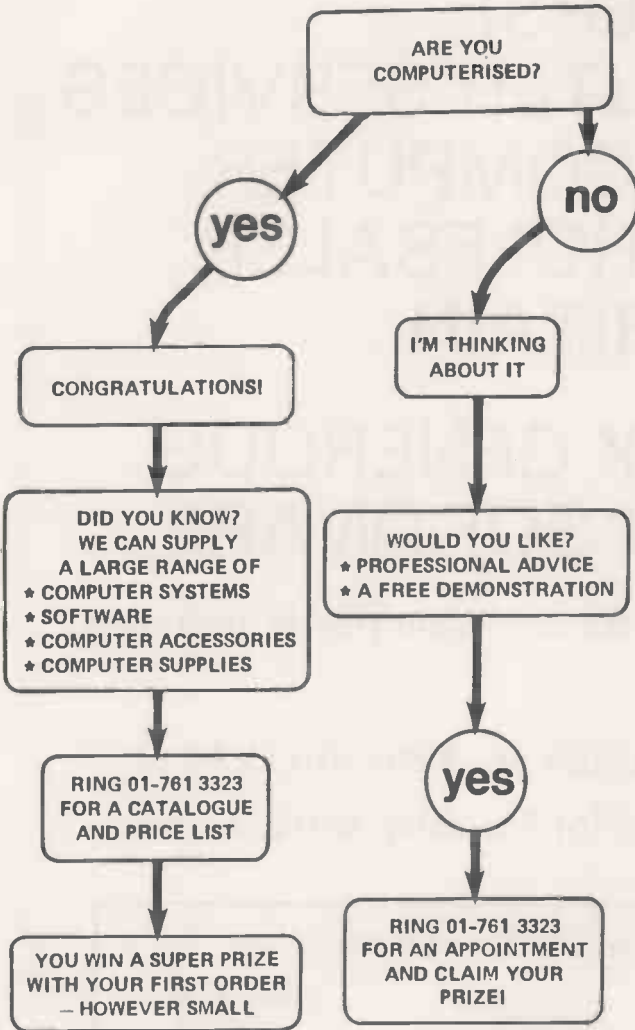 ARE YOU
COMPUTERISED?
yes
no
CONGRATULATIONS!
I'M THINKING
ABOUT IT
DID YOU KNOW?
WE CAN SUPPLY
A LARGE RANGE OF
* COMPUTER SYSTEMS
* SOFTWARE
* COMPUTER ACCESSORIES
* COMPUTER SUPPLIES
WOULD YOU LIKE?
* PROFESSIONAL ADVICE
* A FREE DEMONSTRATION
RING 01-761 3323
FOR A CATALOGUE
AND PRICE LIST
yes
YOU WIN A SUPER PRIZE
WITH YOUR FIRST ORDER
– HOWEVER SMALL
RING 01-761 3323
FOR AN APPOINTMENT
AND CLAIM YOUR
PRIZE!